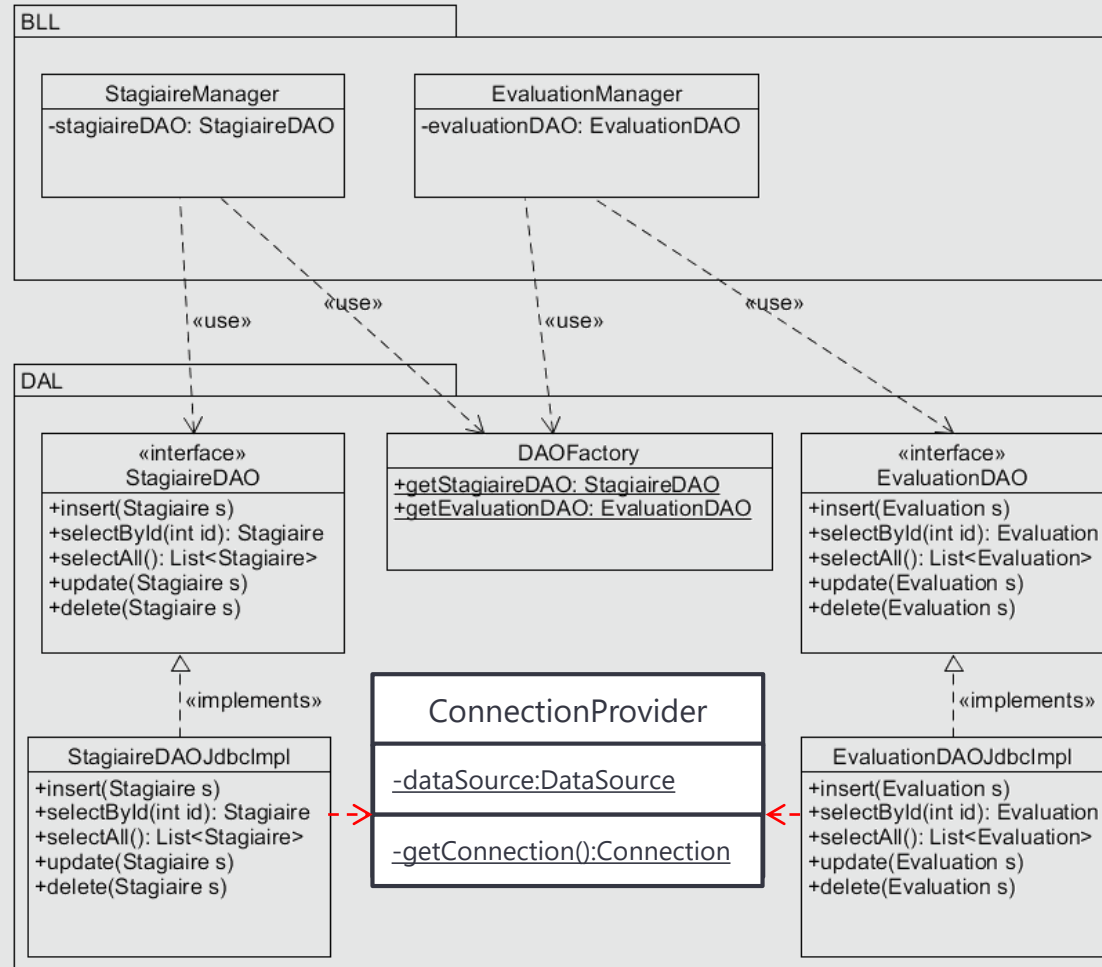 BLL
StagiaireManager
-stagiaireDAO: StagiaireDAO
EvaluationManager
-evaluationDAO: EvaluationDAO
«use»
«use»
«use»
«use»
DAL
«interface»
StagiaireDAO
+insert(Stagiaire s)
+selectById(int id): Stagiaire
+selectAll(): List<Stagiaire>
+update(Stagiaire s)
+delete(Stagiaire s)
DAOFactory
+getStagiaireDAO: StagiaireDAO
+getEvaluationDAO: EvaluationDAO
«interface»
EvaluationDAO
+insert(Evaluation s)
+selectById(int id): Evaluation
+selectAll(): List<Evaluation>
+update(Evaluation s)
+delete(Evaluation s)
«implements»
«implements»
StagiaireDAOJdbcImpl
+insert(Stagiaire s)
+selectById(int id): Stagiaire
+selectAll(): List<Stagiaire>
+update(Stagiaire s)
+delete(Stagiaire s)
ConnectionProvider
-dataSource:DataSource
-getConnection():Connection
EvaluationDAOJdbcImpl
+insert(Evaluation s)
+selectById(int id): Evaluation
+selectAll(): List<Evaluation>
+update(Evaluation s)
+delete(Evaluation s)